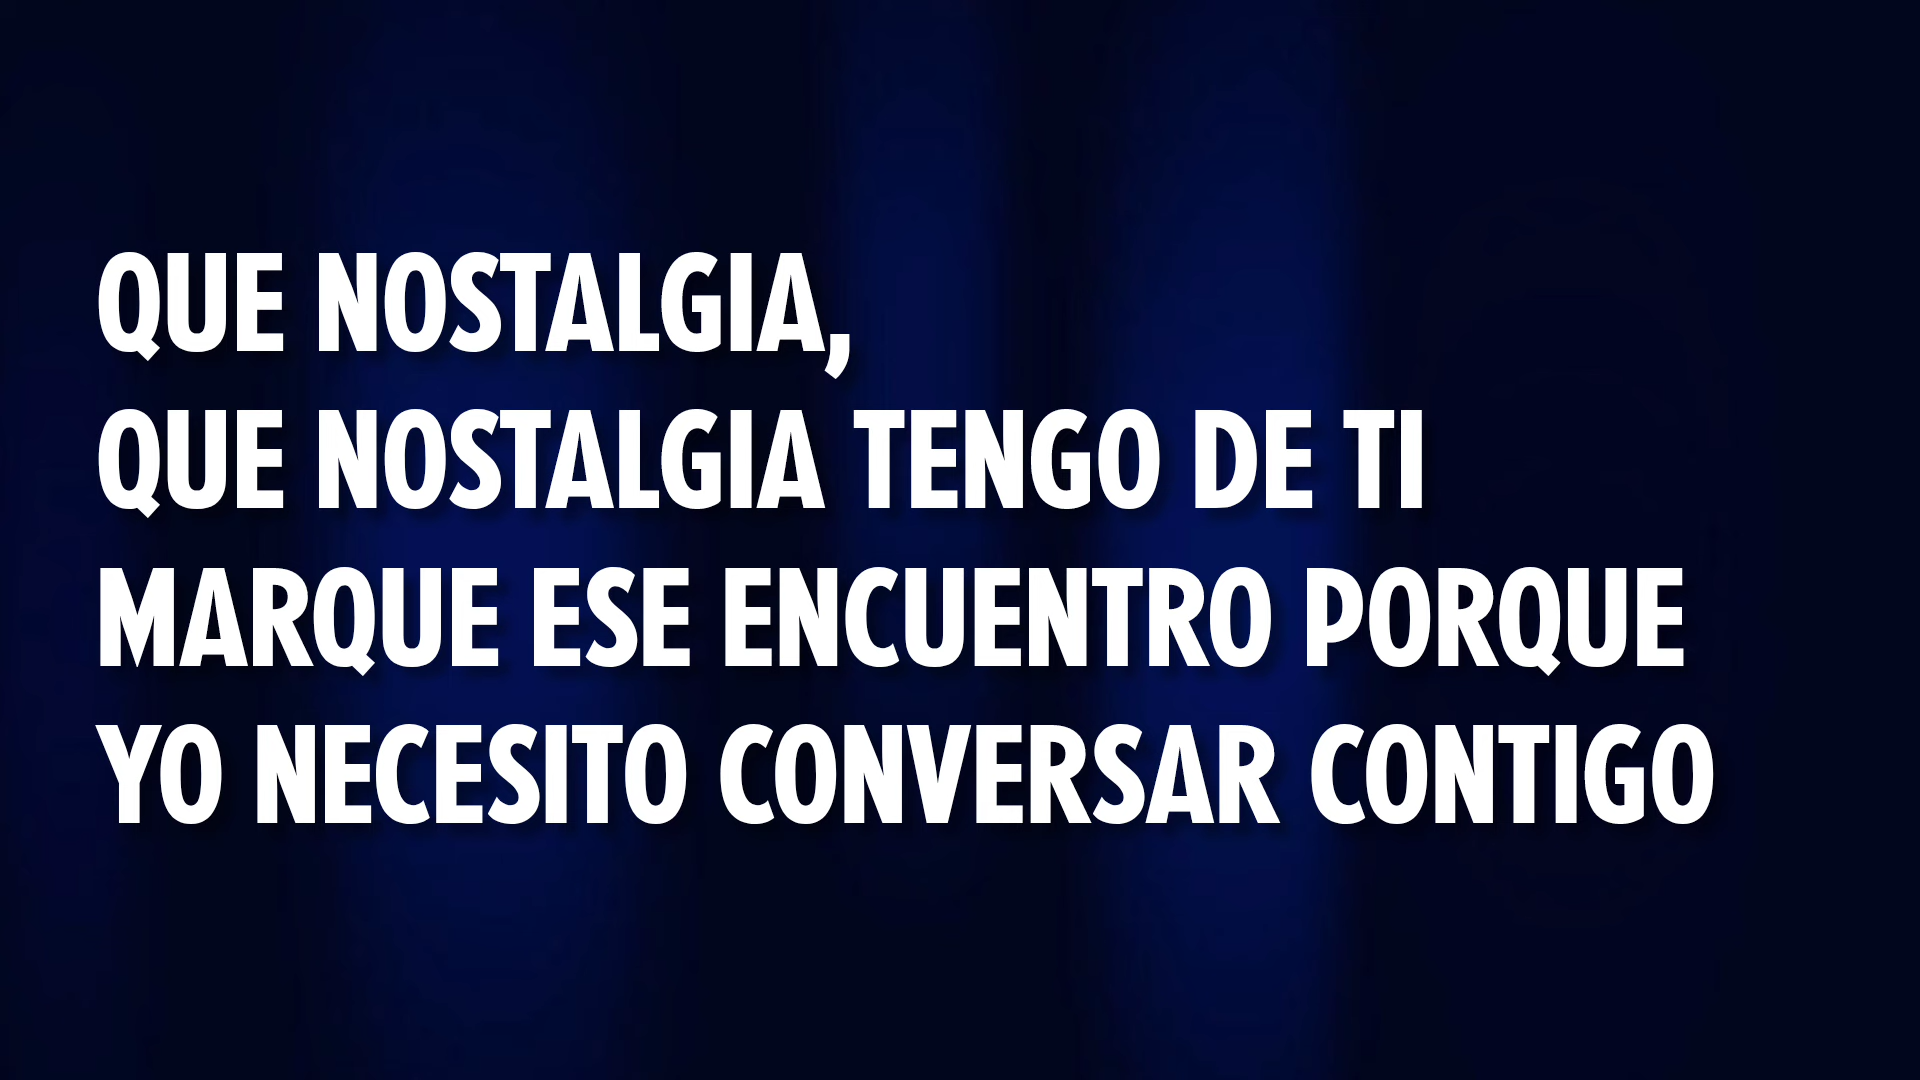 QUE NOSTALGIA,
QUE NOSTALGIA TENGO DE TI
MARQUE ESE ENCUENTRO PORQUE
YO NECESITO CONVERSAR CONTIGO